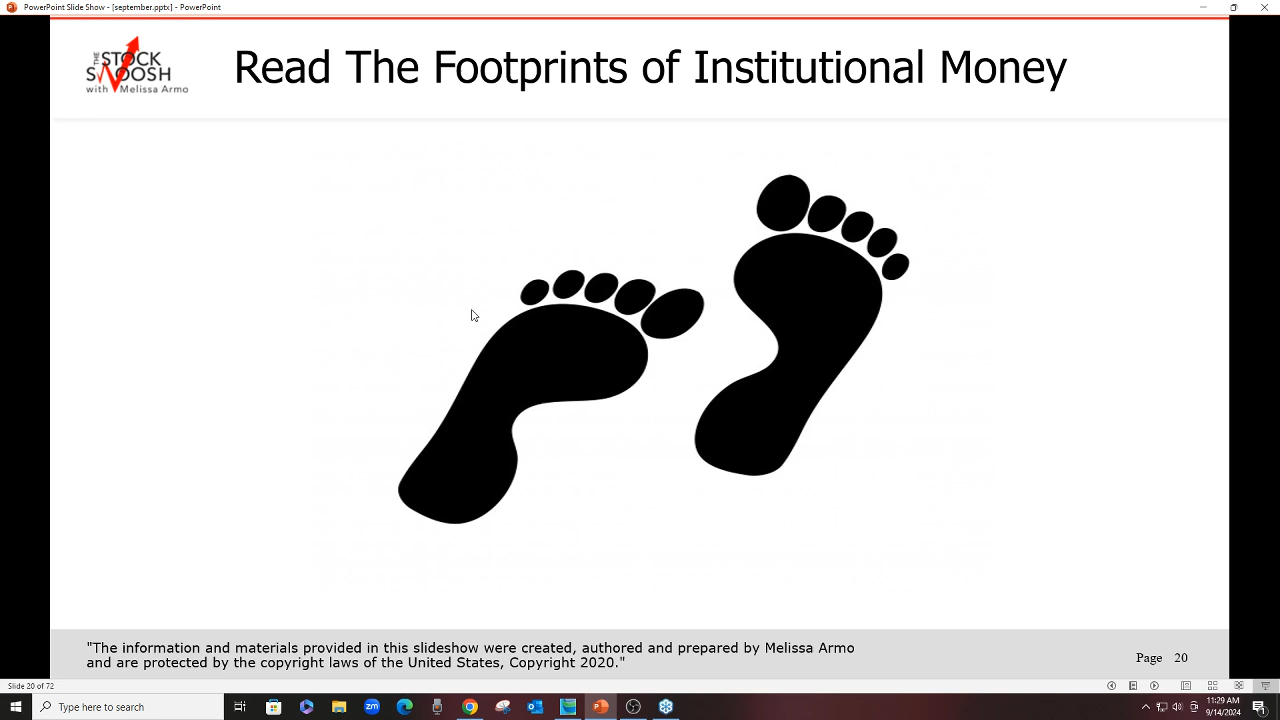 PowerPoint Slide Show - [september.pptx] - PowerPoint
THE
STOCK
SWOOSH
with Melissa Armo
Read The Footprints of Institutional Money
"The information and materials provided in this slideshow were created, authored and prepared by Melissa Armo
and are protected by the copyright laws of the United States, Copyright 2020."
Page 20
Slide 20 of 72
Type here to search
zm
11:29 AM
9/14/2024